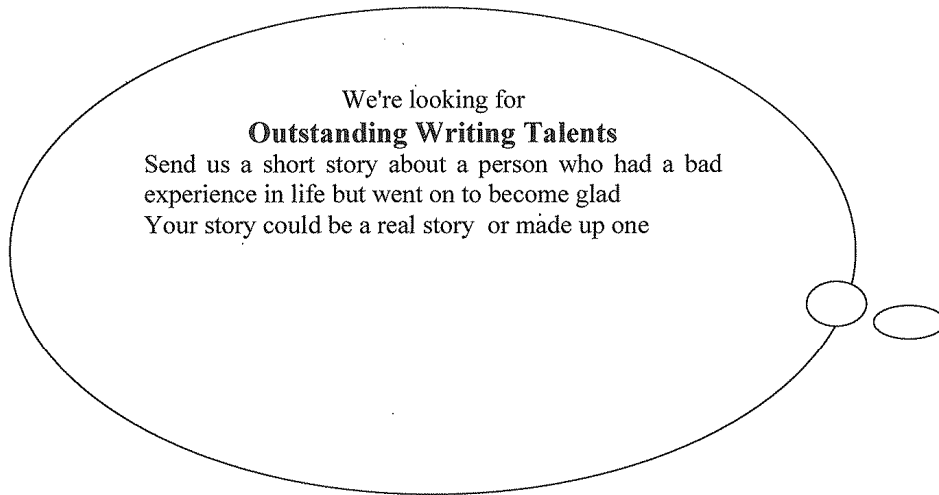 We're looking for
Outstanding Writing Talents
Send us a short story about a person who had a bad
experience in life but went on to become glad
Your story could be a real story or made up one